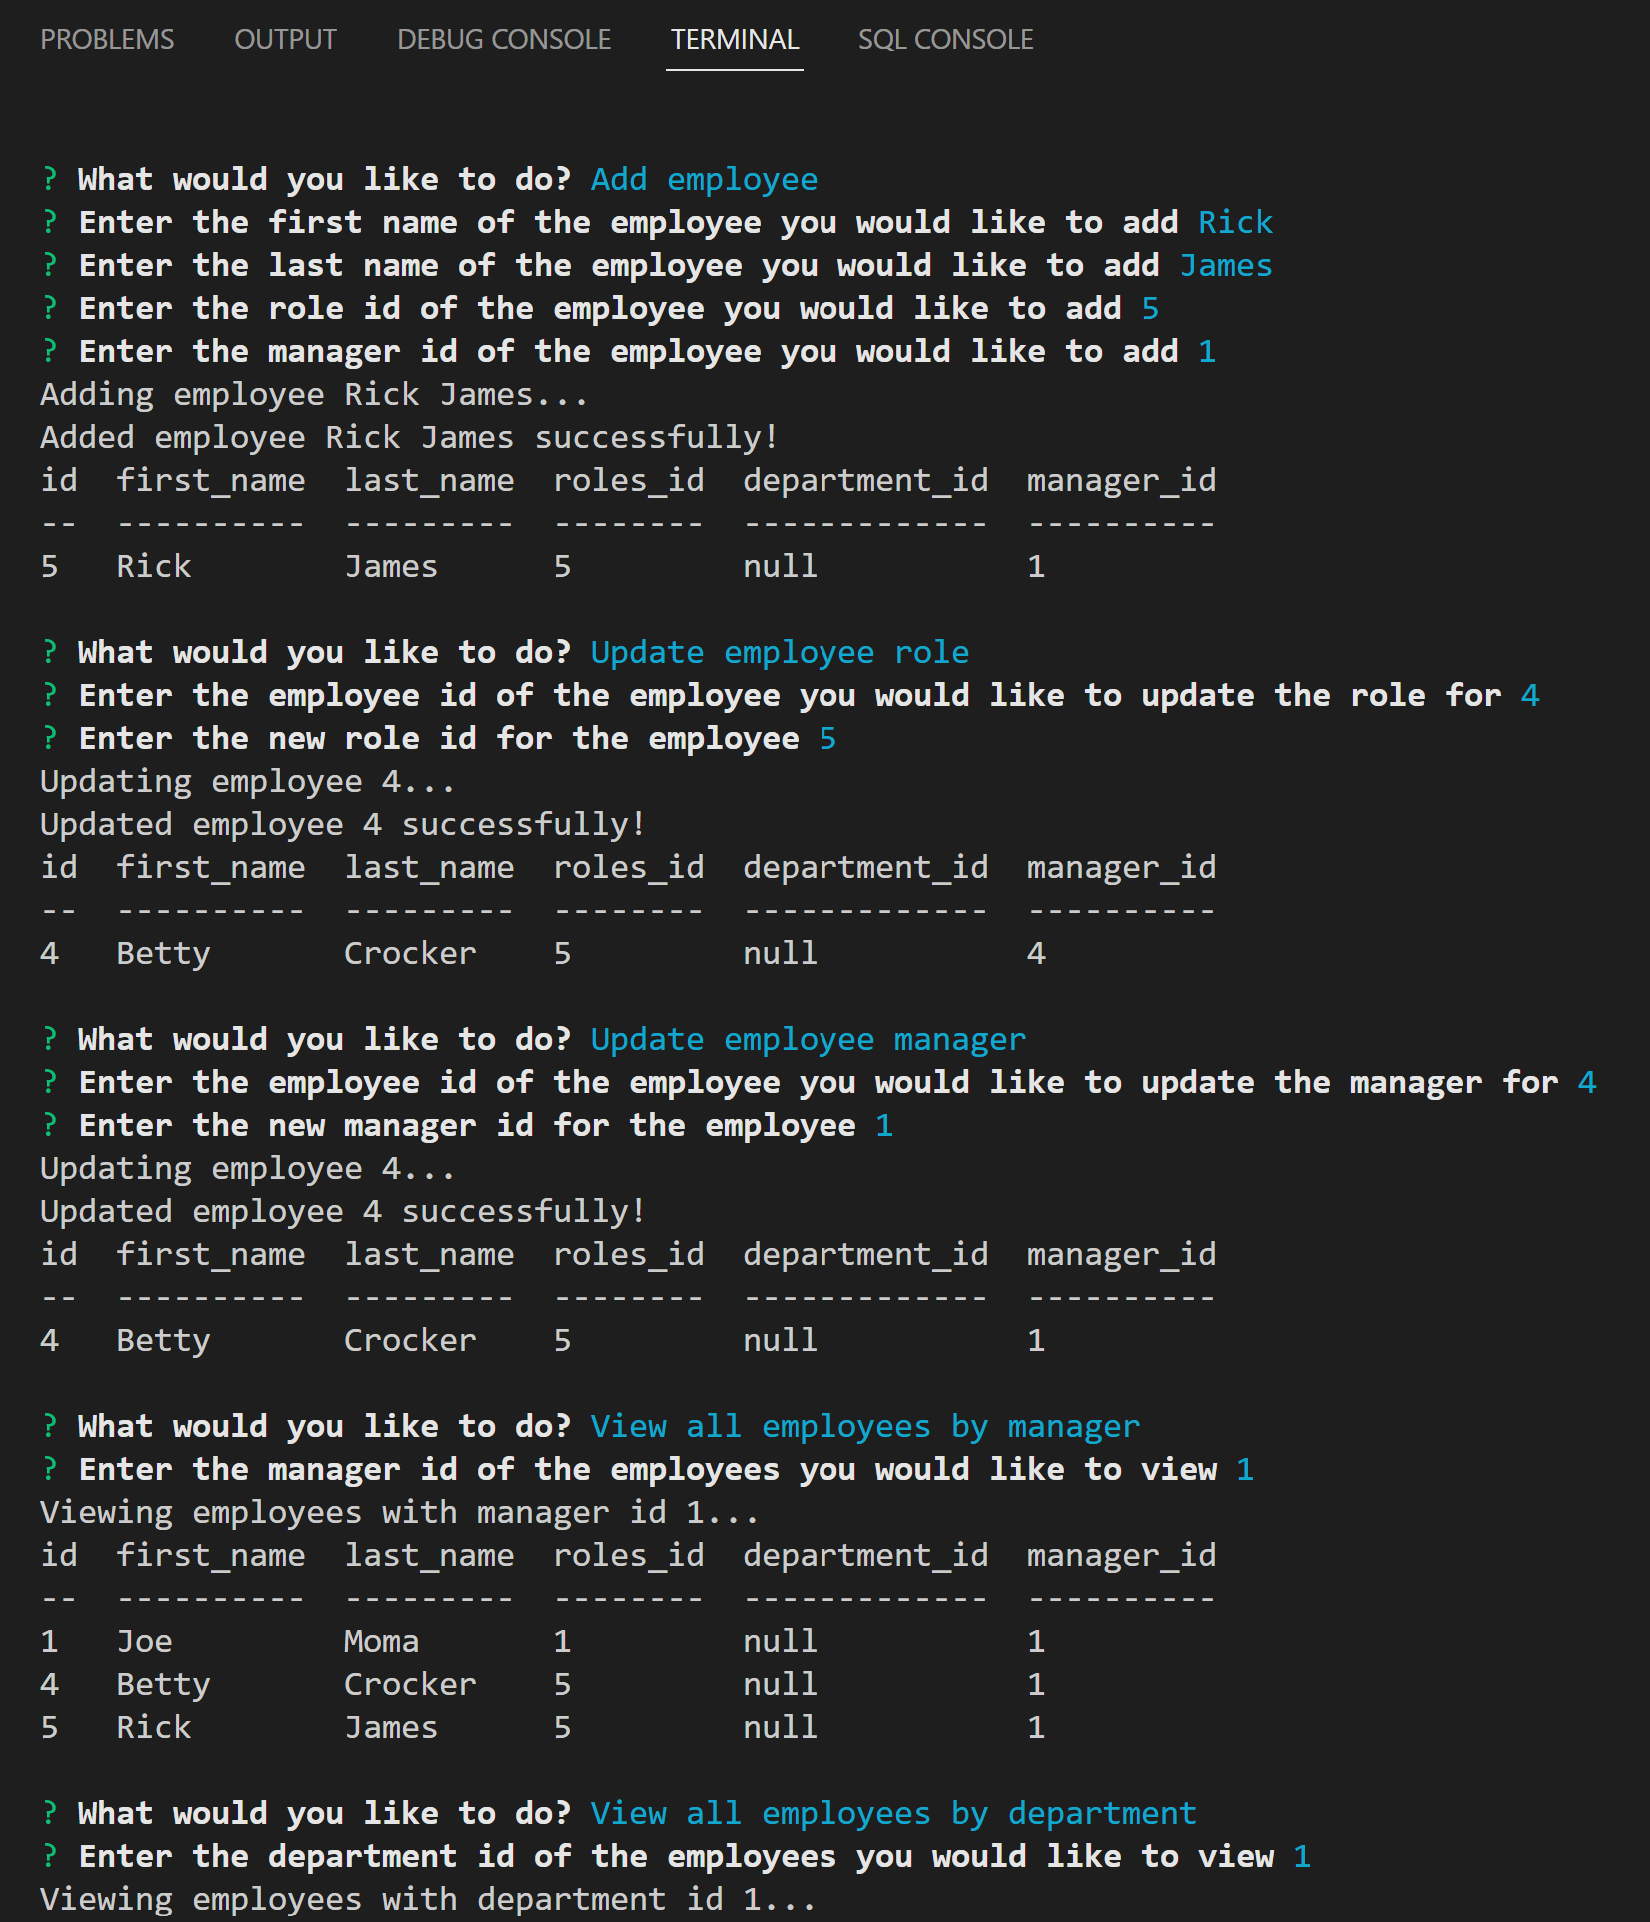 PROBLEMS OUTPUT DEBUG CONSOLE TERMINAL SQL CONSOLE
? What would you like to do? Add employee
? Enter the first name of the employee you would like to add Rick
? Enter the last name of the employee you would like to add James
? Enter the role id of the employee you would like to add 5
? Enter the manager id of the employee you would like to add 1
Adding employee Rick James...
Added employee Rick James successfully!
id  first_name  last_name  roles_id  department_id  manager_id
--  ----------  ---------  --------  -------------  ----------
5   Rick        James      5         null           1
? What would you like to do? Update employee role
? Enter the employee id of the employee you would like to update the role for 4
? Enter the new role id for the employee 5
Updating employee 4...
Updated employee 4 successfully!
id  first_name  last_name  roles_id  department_id  manager_id
--  ----------  ---------  --------  -------------  ----------
4   Betty       Crocker    5         null           4
? What would you like to do? Update employee manager
? Enter the employee id of the employee you would like to update the manager for 4
? Enter the new manager id for the employee 1
Updating employee 4...
Updated employee 4 successfully!
id  first_name  last_name  roles_id  department_id  manager_id
--  ----------  ---------  --------  -------------  ----------
4   Betty       Crocker    5         null           1
? What would you like to do? View all employees by manager
? Enter the manager id of the employees you would like to view 1
Viewing employees with manager id 1...
id  first_name  last_name  roles_id  department_id  manager_id
--  ----------  ---------  --------  -------------  ----------
1   Joe         Moma       1         null           1
4   Betty       Crocker    5         null           1
5   Rick        James      5         null           1
? What would you like to do? View all employees by department
? Enter the department id of the employees you would like to view 1
Viewing employees with department id 1...